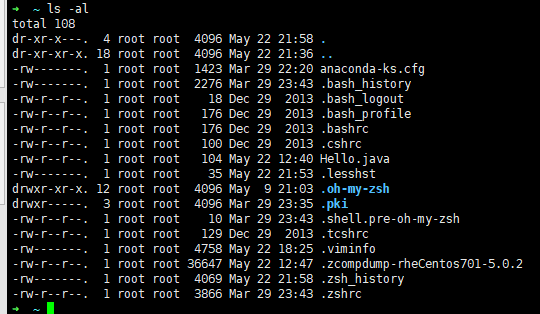 ➜  ~ ls -al
total 108
dr-xr-x---.  4 root root  4096 May 22 21:58 .
dr-xr-xr-x. 18 root root  4096 May 22 21:36 ..
-rw-------.  1 root root  1423 Mar 29 22:20 anaconda-ks.cfg
-rw-------.  1 root root  2276 Mar 29 23:43 .bash_history
-rw-r--r--.  1 root root    18 Dec 29  2013 .bash_logout
-rw-r--r--.  1 root root   176 Dec 29  2013 .bash_profile
-rw-r--r--.  1 root root   176 Dec 29  2013 .bashrc
-rw-r--r--.  1 root root   100 Dec 29  2013 .cshrc
-rw-r--r--.  1 root root   104 May 22 12:40 Hello.java
-rw-------.  1 root root    35 May 22 21:53 .lesshst
drwxr-xr-x. 12 root root  4096 May  9 21:03 .oh-my-zsh
drwxr-----.  3 root root  4096 Mar 29 23:35 .pki
-rw-r--r--.  1 root root    10 Mar 29 23:43 .shell.pre-oh-my-zsh
-rw-r--r--.  1 root root   129 Dec 29  2013 .tcshrc
-rw-------.  1 root root  4758 May 22 18:25 .viminfo
-rw-r--r--.  1 root root 36647 May 22 12:47 .zcompdump-rheCentos701-5.0.2
-rw-------.  1 root root  4069 May 22 21:58 .zsh_history
-rw-r--r--.  1 root root  3866 Mar 29 23:43 .zshrc
➜  ~